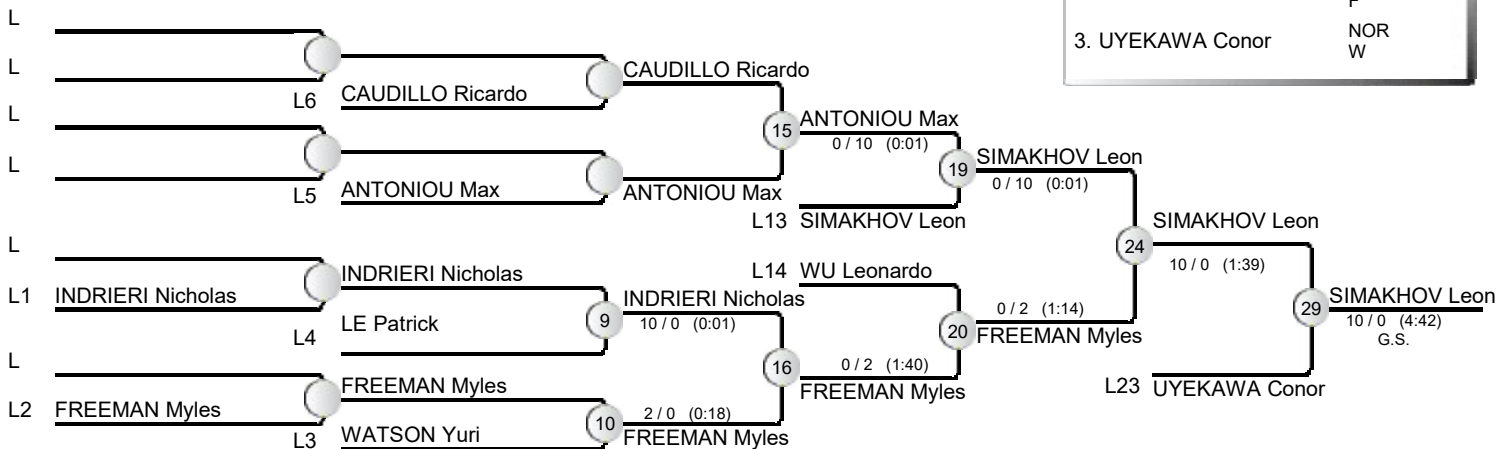 L
F
3. UYEKAWA Conor NOR
W
L
CAUDILLO Ricardo
L6 CAUDILLO Ricardo
L
ANTONIOU Max
15
0 / 10 (0:01)
L
SIMAKHOV Leon
19
0 / 10 (0:01)
L5 ANTONIOU Max
ANTONIOU Max
L13 SIMAKHOV Leon
SIMAKHOV Leon
24
10 / 0 (1:39)
L
INDRIERI Nicholas
L14 WU Leonardo
L1 INDRIERI Nicholas
INDRIERI Nicholas
9
10 / 0 (0:01)
SIMAKHOV Leon
29
10 / 0 (4:42)
G.S.
L4 LE Patrick
0 / 2 (1:14)
20
FREEMAN Myles
L
16
0 / 2 (1:40)
FREEMAN Myles
FREEMAN Myles
L23 UYEKAWA Conor
L2 FREEMAN Myles
2 / 0 (0:18)
10
FREEMAN Myles
L3 WATSON Yuri